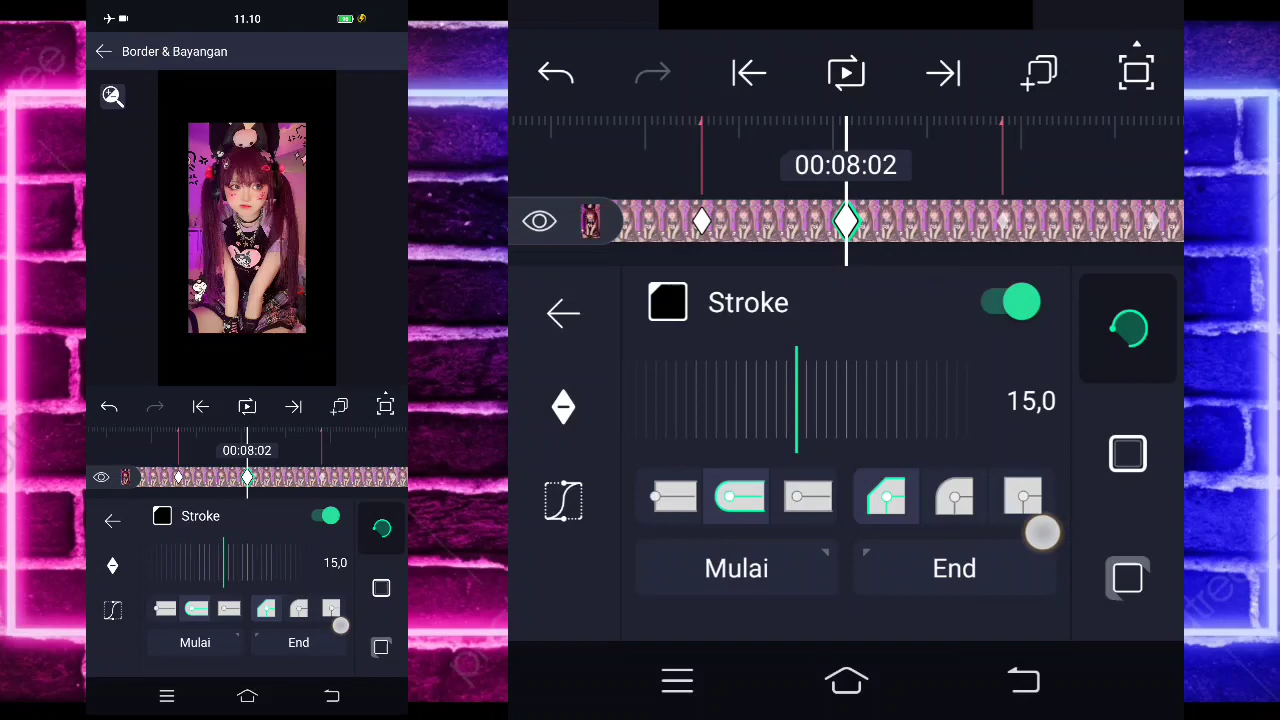 11.10
Border & Bayangan
00:08:02
Stroke
15,0
Mulai
End
00:08:02
Stroke
15,0
Mulai
End